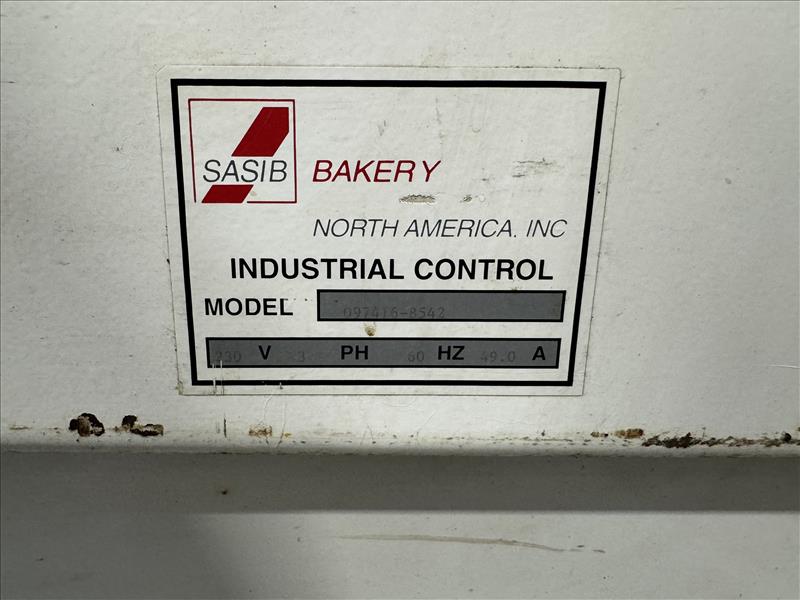 SASIB BAKERY
NORTH AMERICA. INC
INDUSTRIAL CONTROL
MODEL 097416-8542
230 V 3 PH 60 HZ 49.0 A